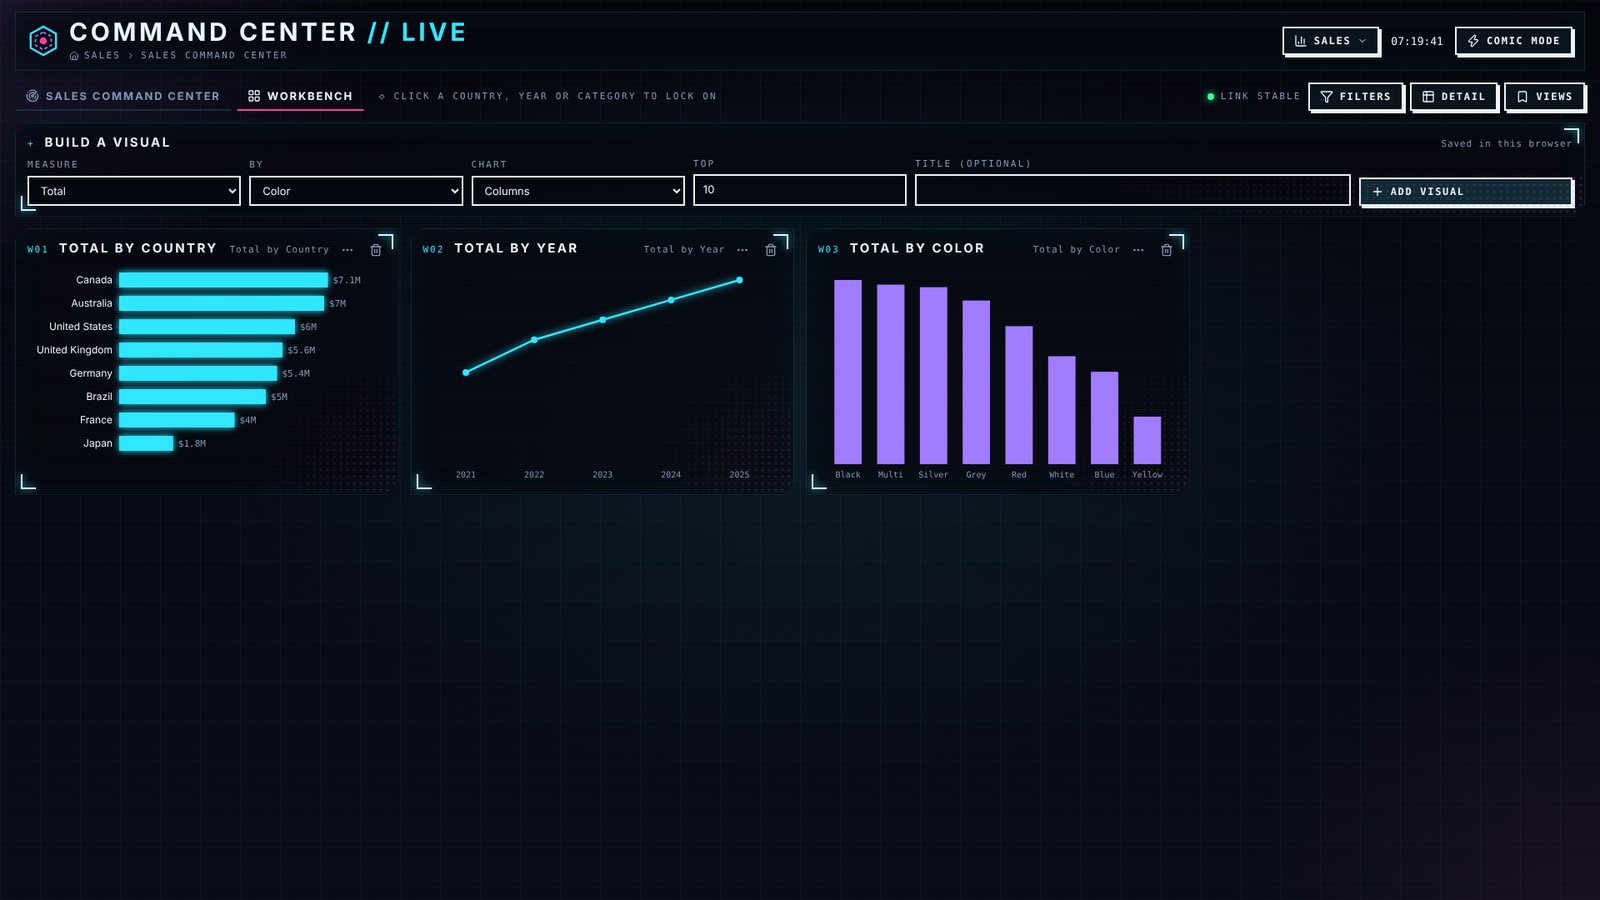 COMMAND CENTER // LIVE
SALES > SALES COMMAND CENTER
SALES
07:19:41
COMIC MODE
SALES COMMAND CENTER
WORKBENCH
◇ CLICK A COUNTRY, YEAR OR CATEGORY TO LOCK ON
LINK STABLE
FILTERS
DETAIL
VIEWS
+ BUILD A VISUAL
Saved in this browser
MEASURE
BY
CHART
TOP
TITLE (OPTIONAL)
Total
Color
Columns
10
+ ADD VISUAL
W01 TOTAL BY COUNTRY Total by Country
Canada $7.1M
Australia $7M
United States $6M
United Kingdom $5.6M
Germany $5.4M
Brazil $5M
France $4M
Japan $1.8M
W02 TOTAL BY YEAR Total by Year
2021 2022 2023 2024 2025
W03 TOTAL BY COLOR Total by Color
Black Multi Silver Grey Red White Blue Yellow